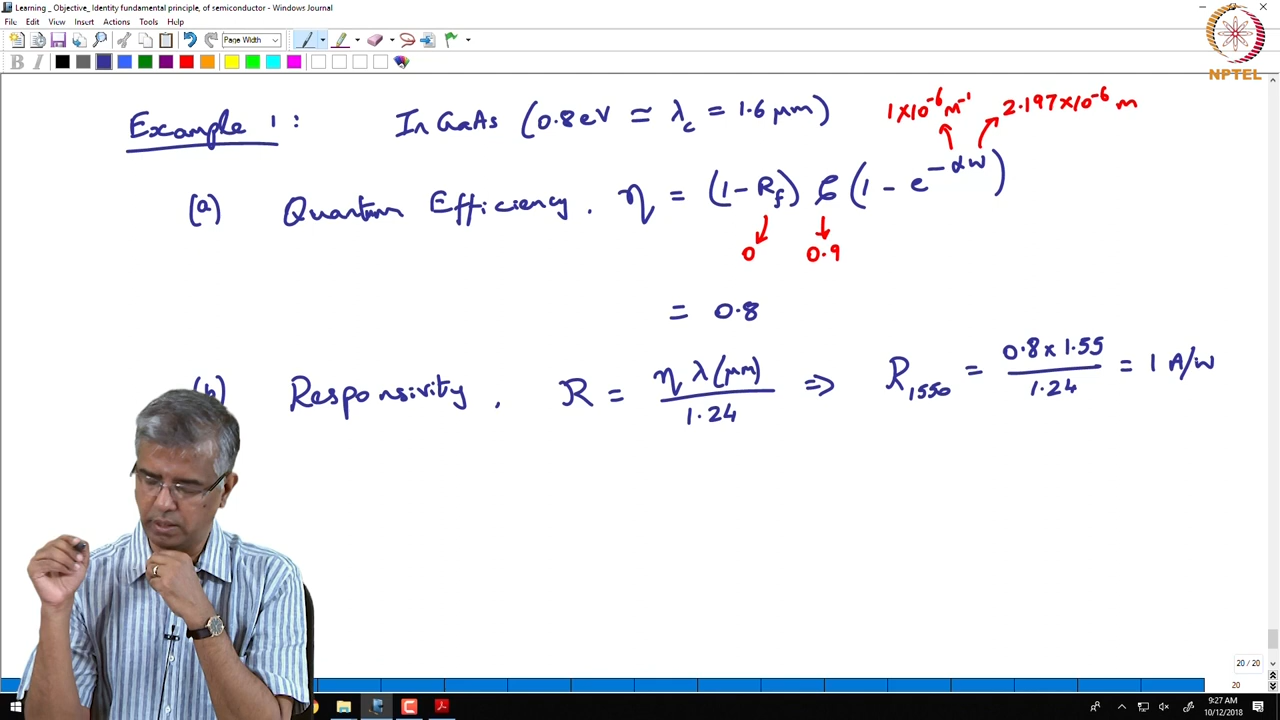 Learning _ Objective_ Identity fundamental principle, of semiconductor - Windows Journal
File Edit View Insert Actions Tools Help
Page Width
NPTEL
Example 1 : InGaAs (0.8eV ≃ λc = 1.6 μm)
1×10⁻⁶m⁻¹ 2.197×10⁻⁶ m
(a) Quantum Efficiency, η = (1 - Rf) ξ (1 - e^-αw)
0 0.9
= 0.8
(b) Responsivity, R = η λ(μm) / 1.24 ⇒ R1550 = 0.8 × 1.55 / 1.24 = 1 A/W
20 / 20
20
9:27 AM
10/12/2018